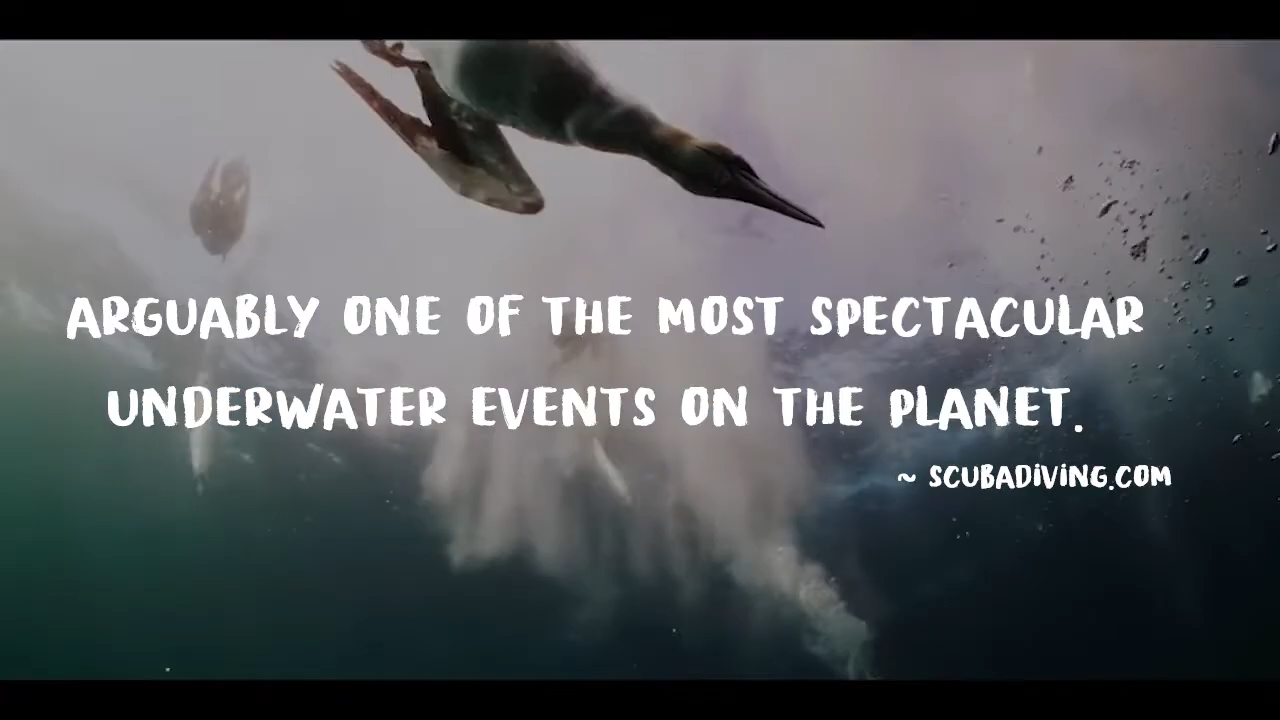 ARGUABLY ONE OF THE MOST SPECTACULAR
UNDERWATER EVENTS ON THE PLANET.
~ SCUBADIVING.COM